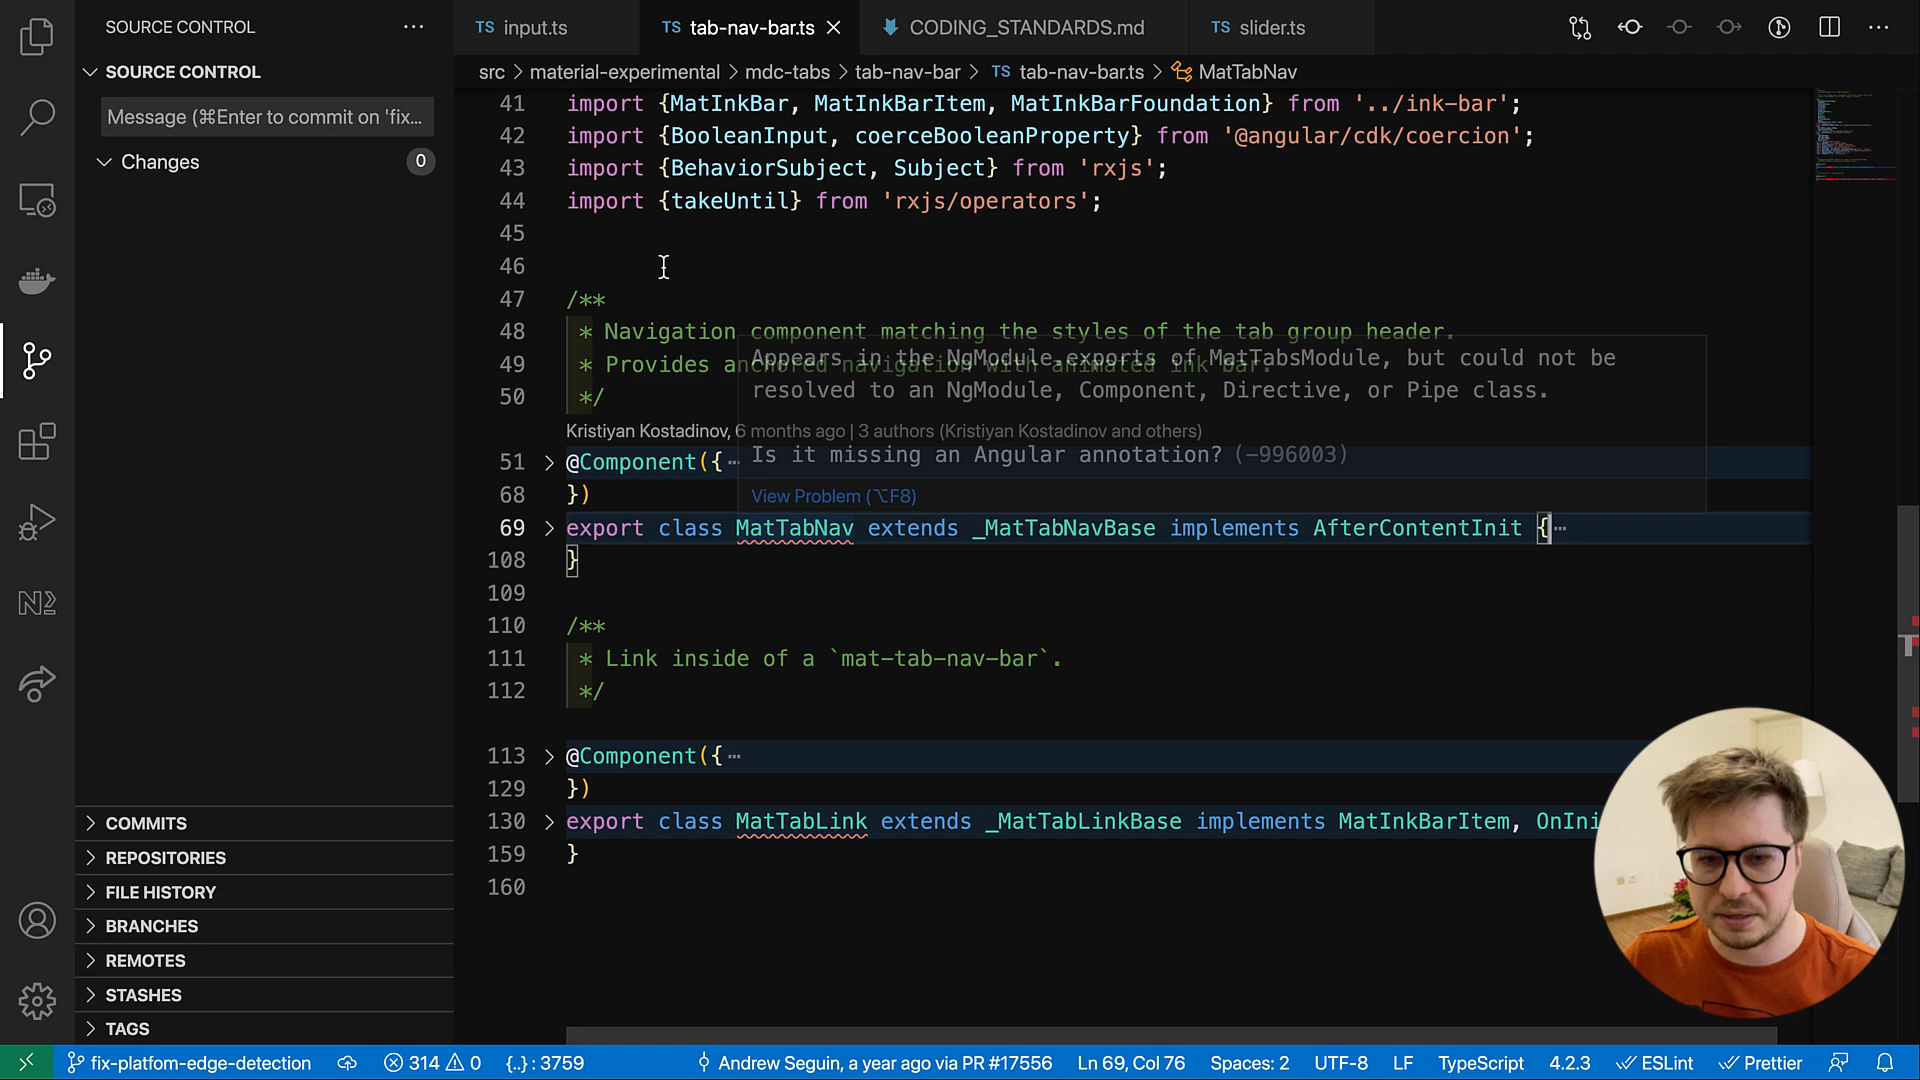 SOURCE CONTROL
SOURCE CONTROL
Message (⌘Enter to commit on 'fix...
Changes
0
COMMITS
REPOSITORIES
FILE HISTORY
BRANCHES
REMOTES
STASHES
TAGS
TS input.ts
TS tab-nav-bar.ts
CODING_STANDARDS.md
TS slider.ts
src > material-experimental > mdc-tabs > tab-nav-bar > TS tab-nav-bar.ts > MatTabNav
41 import {MatInkBar, MatInkBarItem, MatInkBarFoundation} from '../ink-bar';
42 import {BooleanInput, coerceBooleanProperty} from '@angular/cdk/coercion';
43 import {BehaviorSubject, Subject} from 'rxjs';
44 import {takeUntil} from 'rxjs/operators';
45
46
47 /**
48 * Navigation component matching the styles of the tab group header.
49 * Provides anchored navigation with animated ink bar.
50 */
Appears in the NgModule.exports of MatTabsModule, but could not be
resolved to an NgModule, Component, Directive, or Pipe class.
Is it missing an Angular annotation? (-996003)
View Problem (⌥F8)
Kristiyan Kostadinov, 6 months ago | 3 authors (Kristiyan Kostadinov and others)
51 @Component({⋯
68 })
69 export class MatTabNav extends _MatTabNavBase implements AfterContentInit {⋯
108 }
109
110 /**
111 * Link inside of a `mat-tab-nav-bar`.
112 */
113 @Component({⋯
129 })
130 export class MatTabLink extends _MatTabLinkBase implements MatInkBarItem, OnIni
159 }
160
fix-platfom-edge-detection
314
0
{..} : 3759
Andrew Seguin, a year ago via PR #17556
Ln 69, Col 76
Spaces: 2
UTF-8
LF
TypeScript
4.2.3
ESLint
Prettier